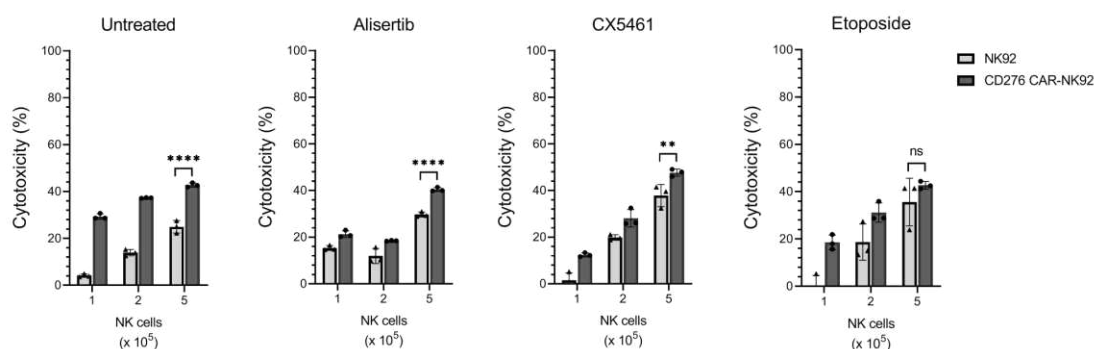 Untreated
Cytotoxicity (%)
100
80
60
40
20
0
****
1 2 5
NK cells
(x 10⁵)
Alisertib
Cytotoxicity (%)
100
80
60
40
20
0
****
1 2 5
NK cells
(x 10⁵)
CX5461
Cytotoxicity (%)
100
80
60
40
20
0
**
1 2 5
NK cells
(x 10⁵)
Etoposide
Cytotoxicity (%)
100
80
60
40
20
0
ns
1 2 5
NK cells
(x 10⁵)
NK92
CD276 CAR-NK92